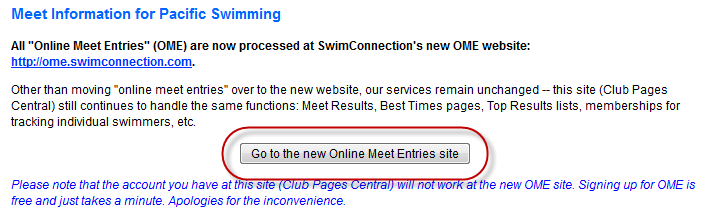 Meet Information for Pacific Swimming
All "Online Meet Entries" (OME) are now processed at SwimConnection's new OME website:
http://ome.swimconnection.com.
Other than moving "online meet entries" over to the new website, our services remain unchanged -- this site (Club Pages
Central) still continues to handle the same functions: Meet Results, Best Times pages, Top Results lists, memberships for
tracking individual swimmers, etc.
Go to the new Online Meet Entries site
Please note that the account you have at this site (Club Pages Central) will not work at the new OME site. Signing up for OME is
free and just takes a minute. Apologies for the inconvenience.